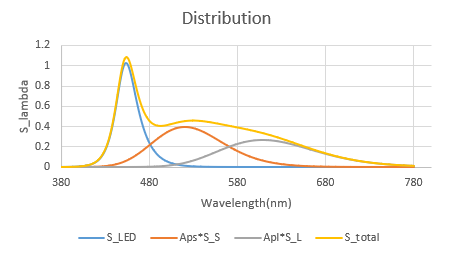 Distribution
1.2
1
0.8
0.6
0.4
0.2
0
S_lambda
380 480 580 680 780
Wavelength(nm)
S_LED Aps*S_S Apl*S_L S_total